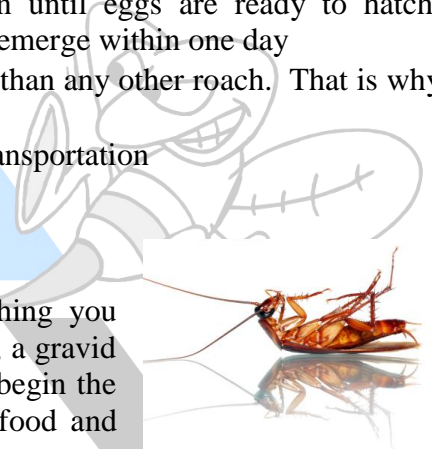 n until eggs are ready to hatch
emerge within one day
than any other roach. That is why
ansportation
hing you
a gravid
begin the
food and